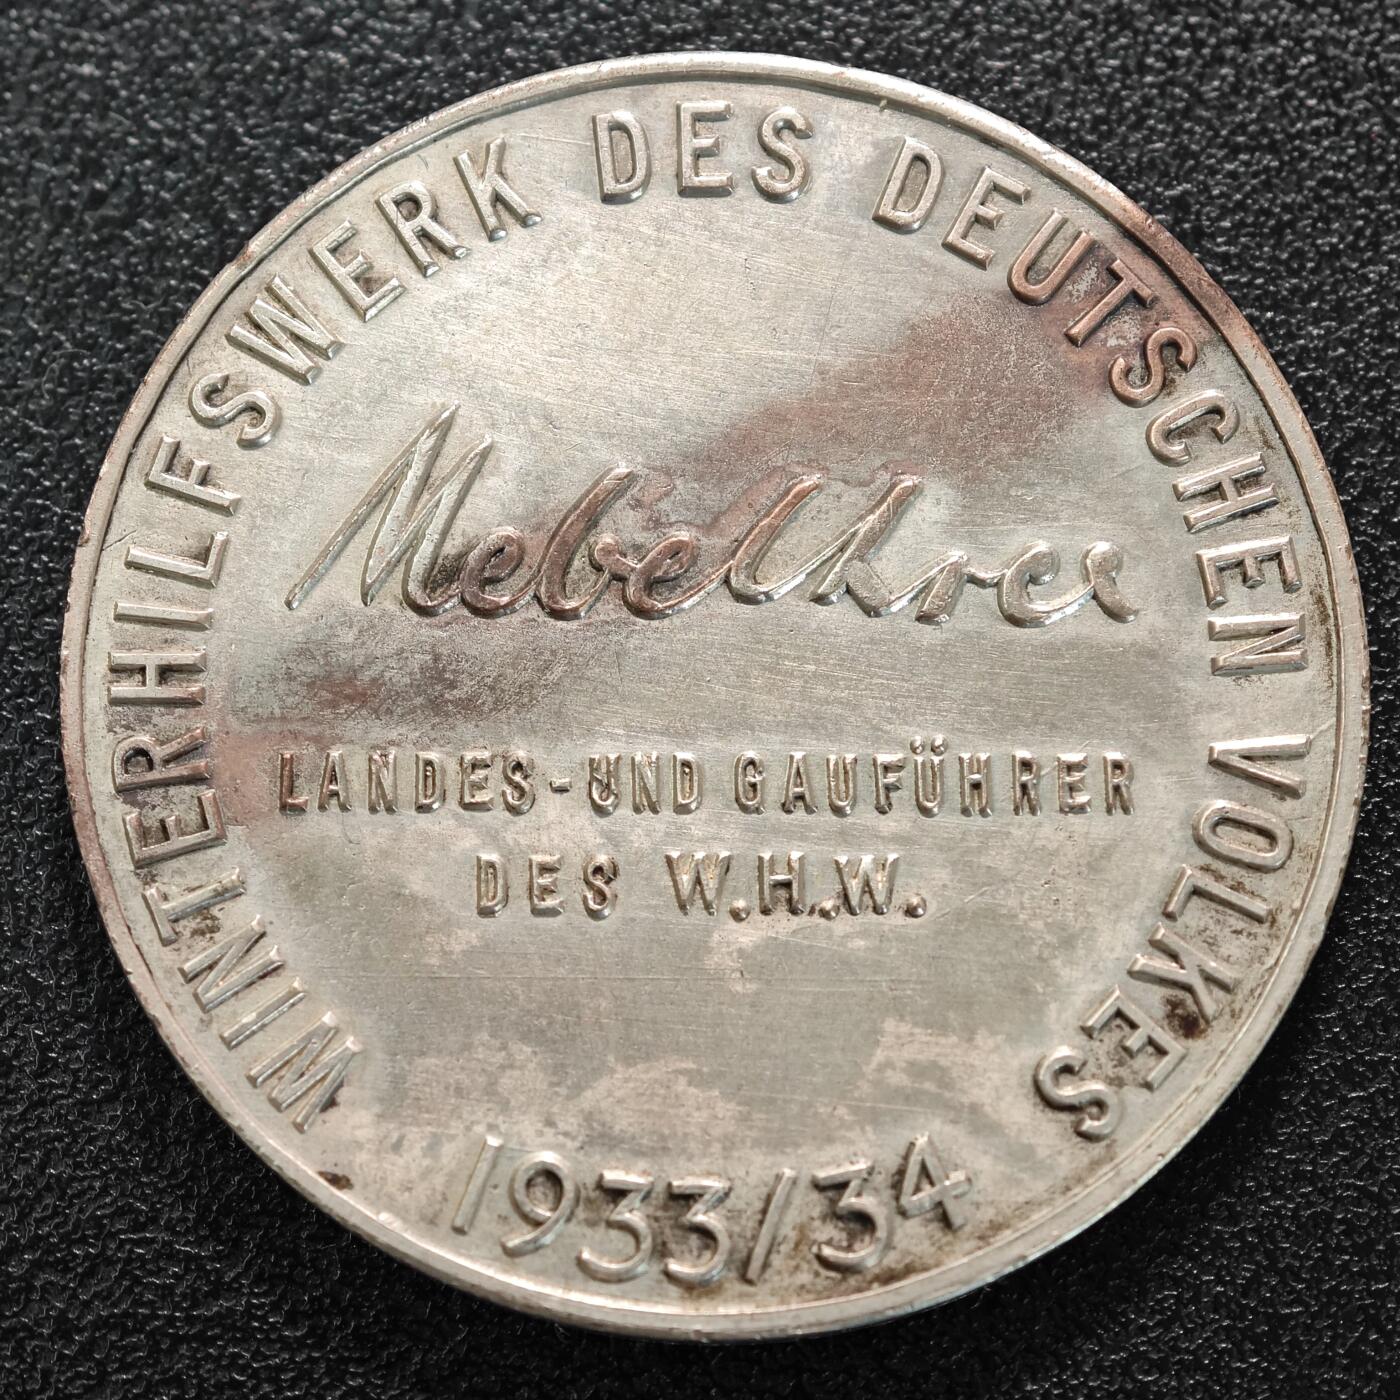 WINTERHILFSWERK DES DEUTSCHEN VOLKES
LANDES-UND GAUFÜHRER
DES W.H.W.
1933/34